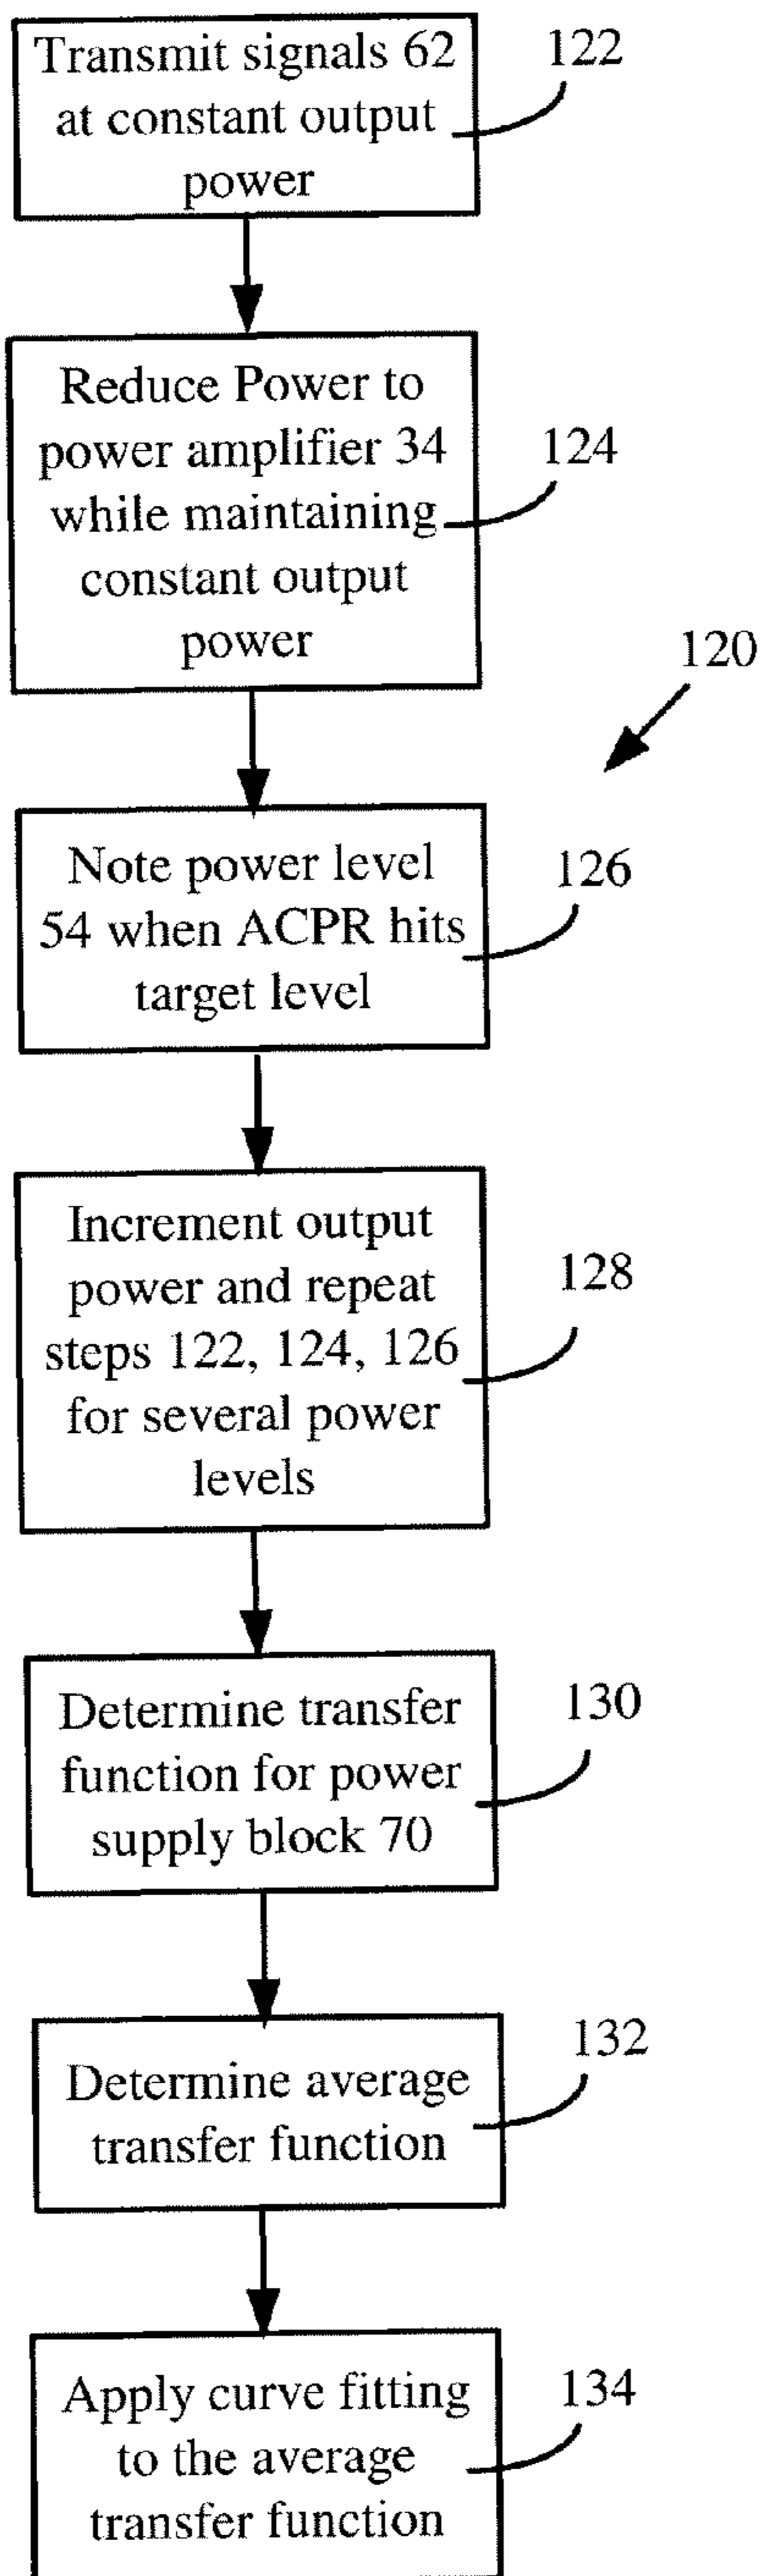 Transmit signals 62
at constant output
power
122
Reduce Power to
power amplifier 34
while maintaining
constant output
power
124
120
Note power level
54 when ACPR hits
target level
126
Increment output
power and repeat
steps 122, 124, 126
for several power
levels
128
Determine transfer
function for power
supply block 70
130
Determine average
transfer function
132
Apply curve fitting
to the average
transfer function
134